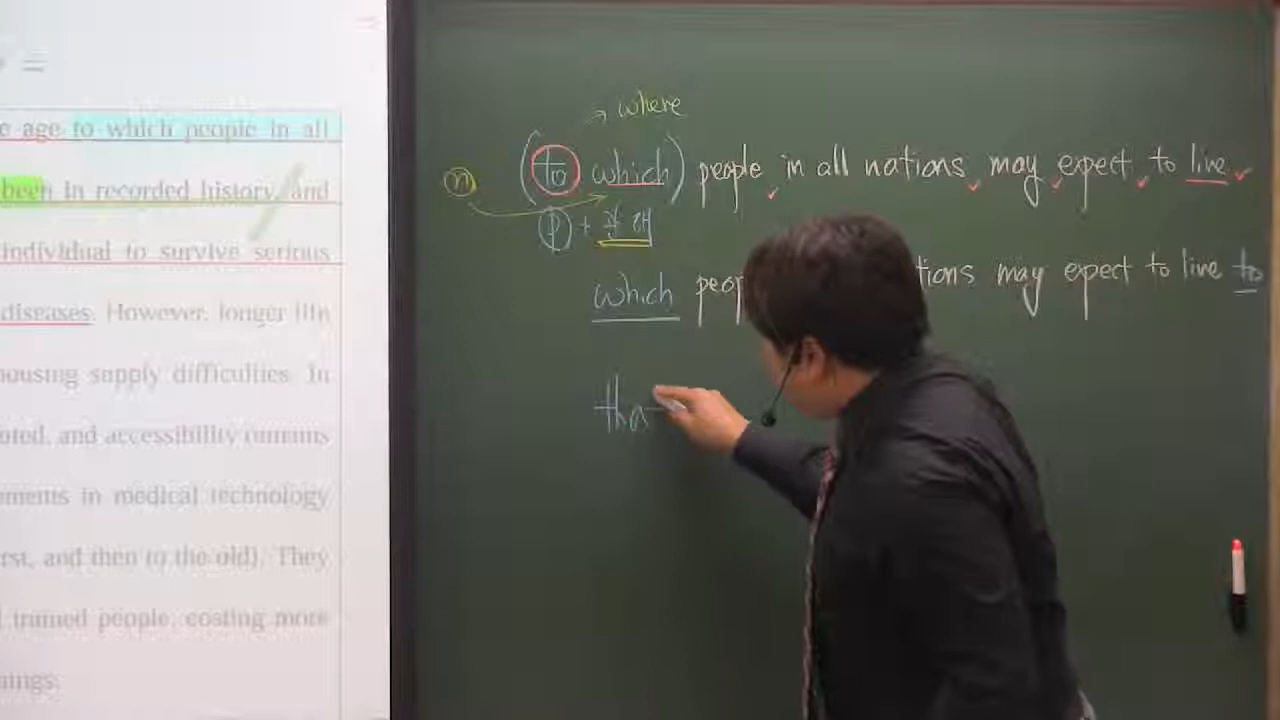 e age to which people in all
been in recorded history, and
individual to survive serious
diseases. However, longer life
housing supply difficulties. In
oted, and accessibility remains
ments in medical technology
rst, and then to the old). They
trained people, costing more
nings.
→ where
n (to which) people in all nations may expect to live
P +
which peop tions may expect to live to
tha